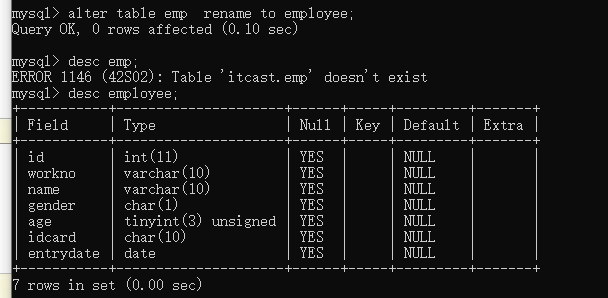 mysql> alter table emp  rename to employee;
Query OK, 0 rows affected (0.10 sec)
mysql> desc emp;
ERROR 1146 (42S02): Table 'itcast.emp' doesn't exist
mysql> desc employee;
+-----------+---------------------+------+-----+---------+-------+
| Field     | Type                | Null | Key | Default | Extra |
+-----------+---------------------+------+-----+---------+-------+
| id        | int(11)             | YES  |     | NULL    |       |
| workno    | varchar(10)         | YES  |     | NULL    |       |
| name      | varchar(10)         | YES  |     | NULL    |       |
| gender    | char(1)             | YES  |     | NULL    |       |
| age       | tinyint(3) unsigned | YES  |     | NULL    |       |
| idcard    | char(10)            | YES  |     | NULL    |       |
| entrydate | date                | YES  |     | NULL    |       |
+-----------+---------------------+------+-----+---------+-------+
7 rows in set (0.00 sec)